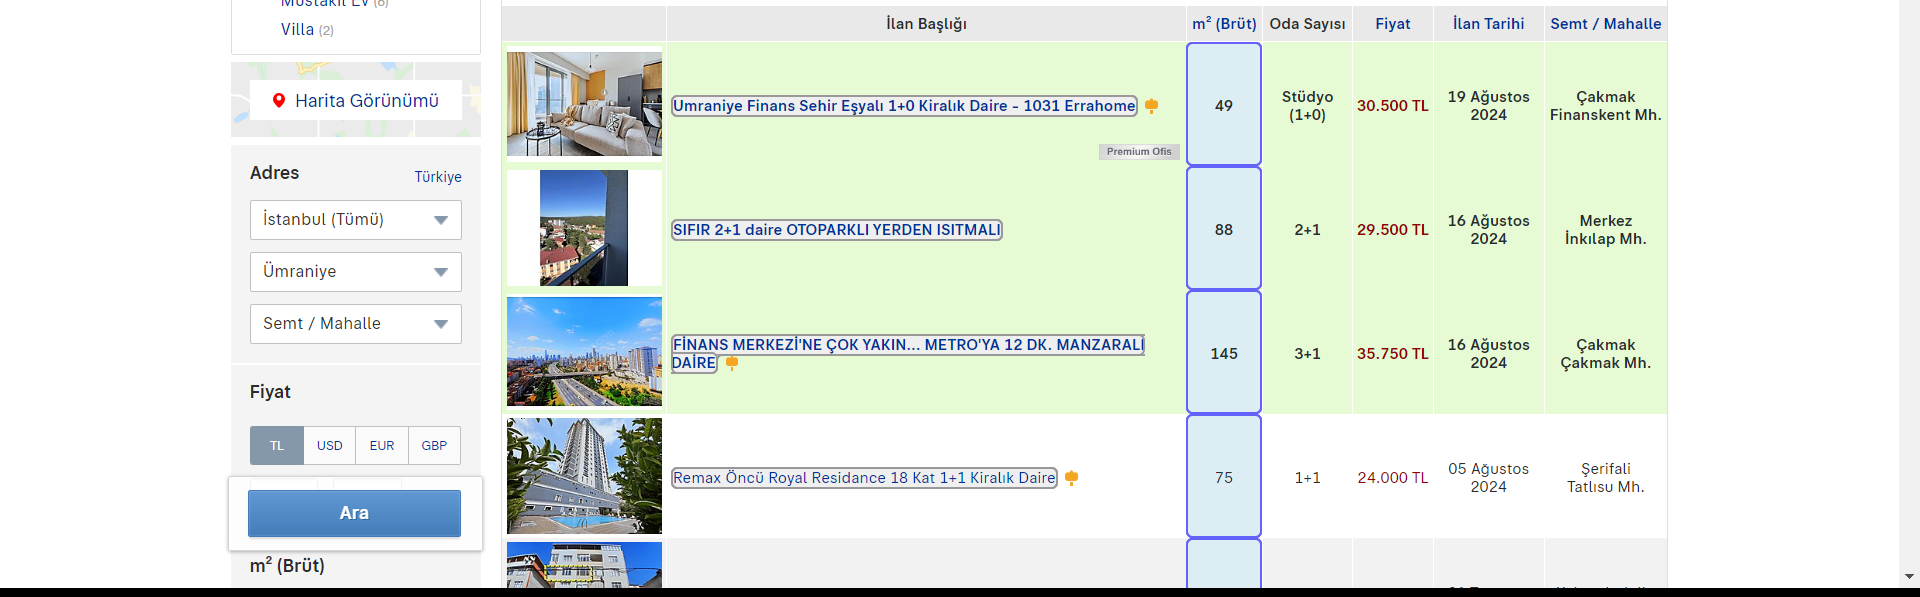 Villa (2)
Harita Görünümü
Adres
Türkiye
İstanbul (Tümü)
Ümraniye
Semt / Mahalle
Fiyat
TL USD EUR GBP
Ara
m² (Brüt)
İlan Başlığı m² (Brüt) Oda Sayısı Fiyat İlan Tarihi Semt / Mahalle
Umraniye Finans Sehir Eşyalı 1+0 Kiralık Daire - 1031 Errahome
Premium Ofis
49
Stüdyo
(1+0)
30.500 TL
19 Ağustos
2024
Çakmak
Finanskent Mh.
SIFIR 2+1 daire OTOPARKLI YERDEN ISITMALI
88
2+1
29.500 TL
16 Ağustos
2024
Merkez
İnkılap Mh.
FİNANS MERKEZİ'NE ÇOK YAKIN... METRO'YA 12 DK. MANZARALI
DAİRE
145
3+1
35.750 TL
16 Ağustos
2024
Çakmak
Çakmak Mh.
Remax Öncü Royal Residance 18 Kat 1+1 Kiralık Daire
75
1+1
24.000 TL
05 Ağustos
2024
Şerifali
Tatlısu Mh.